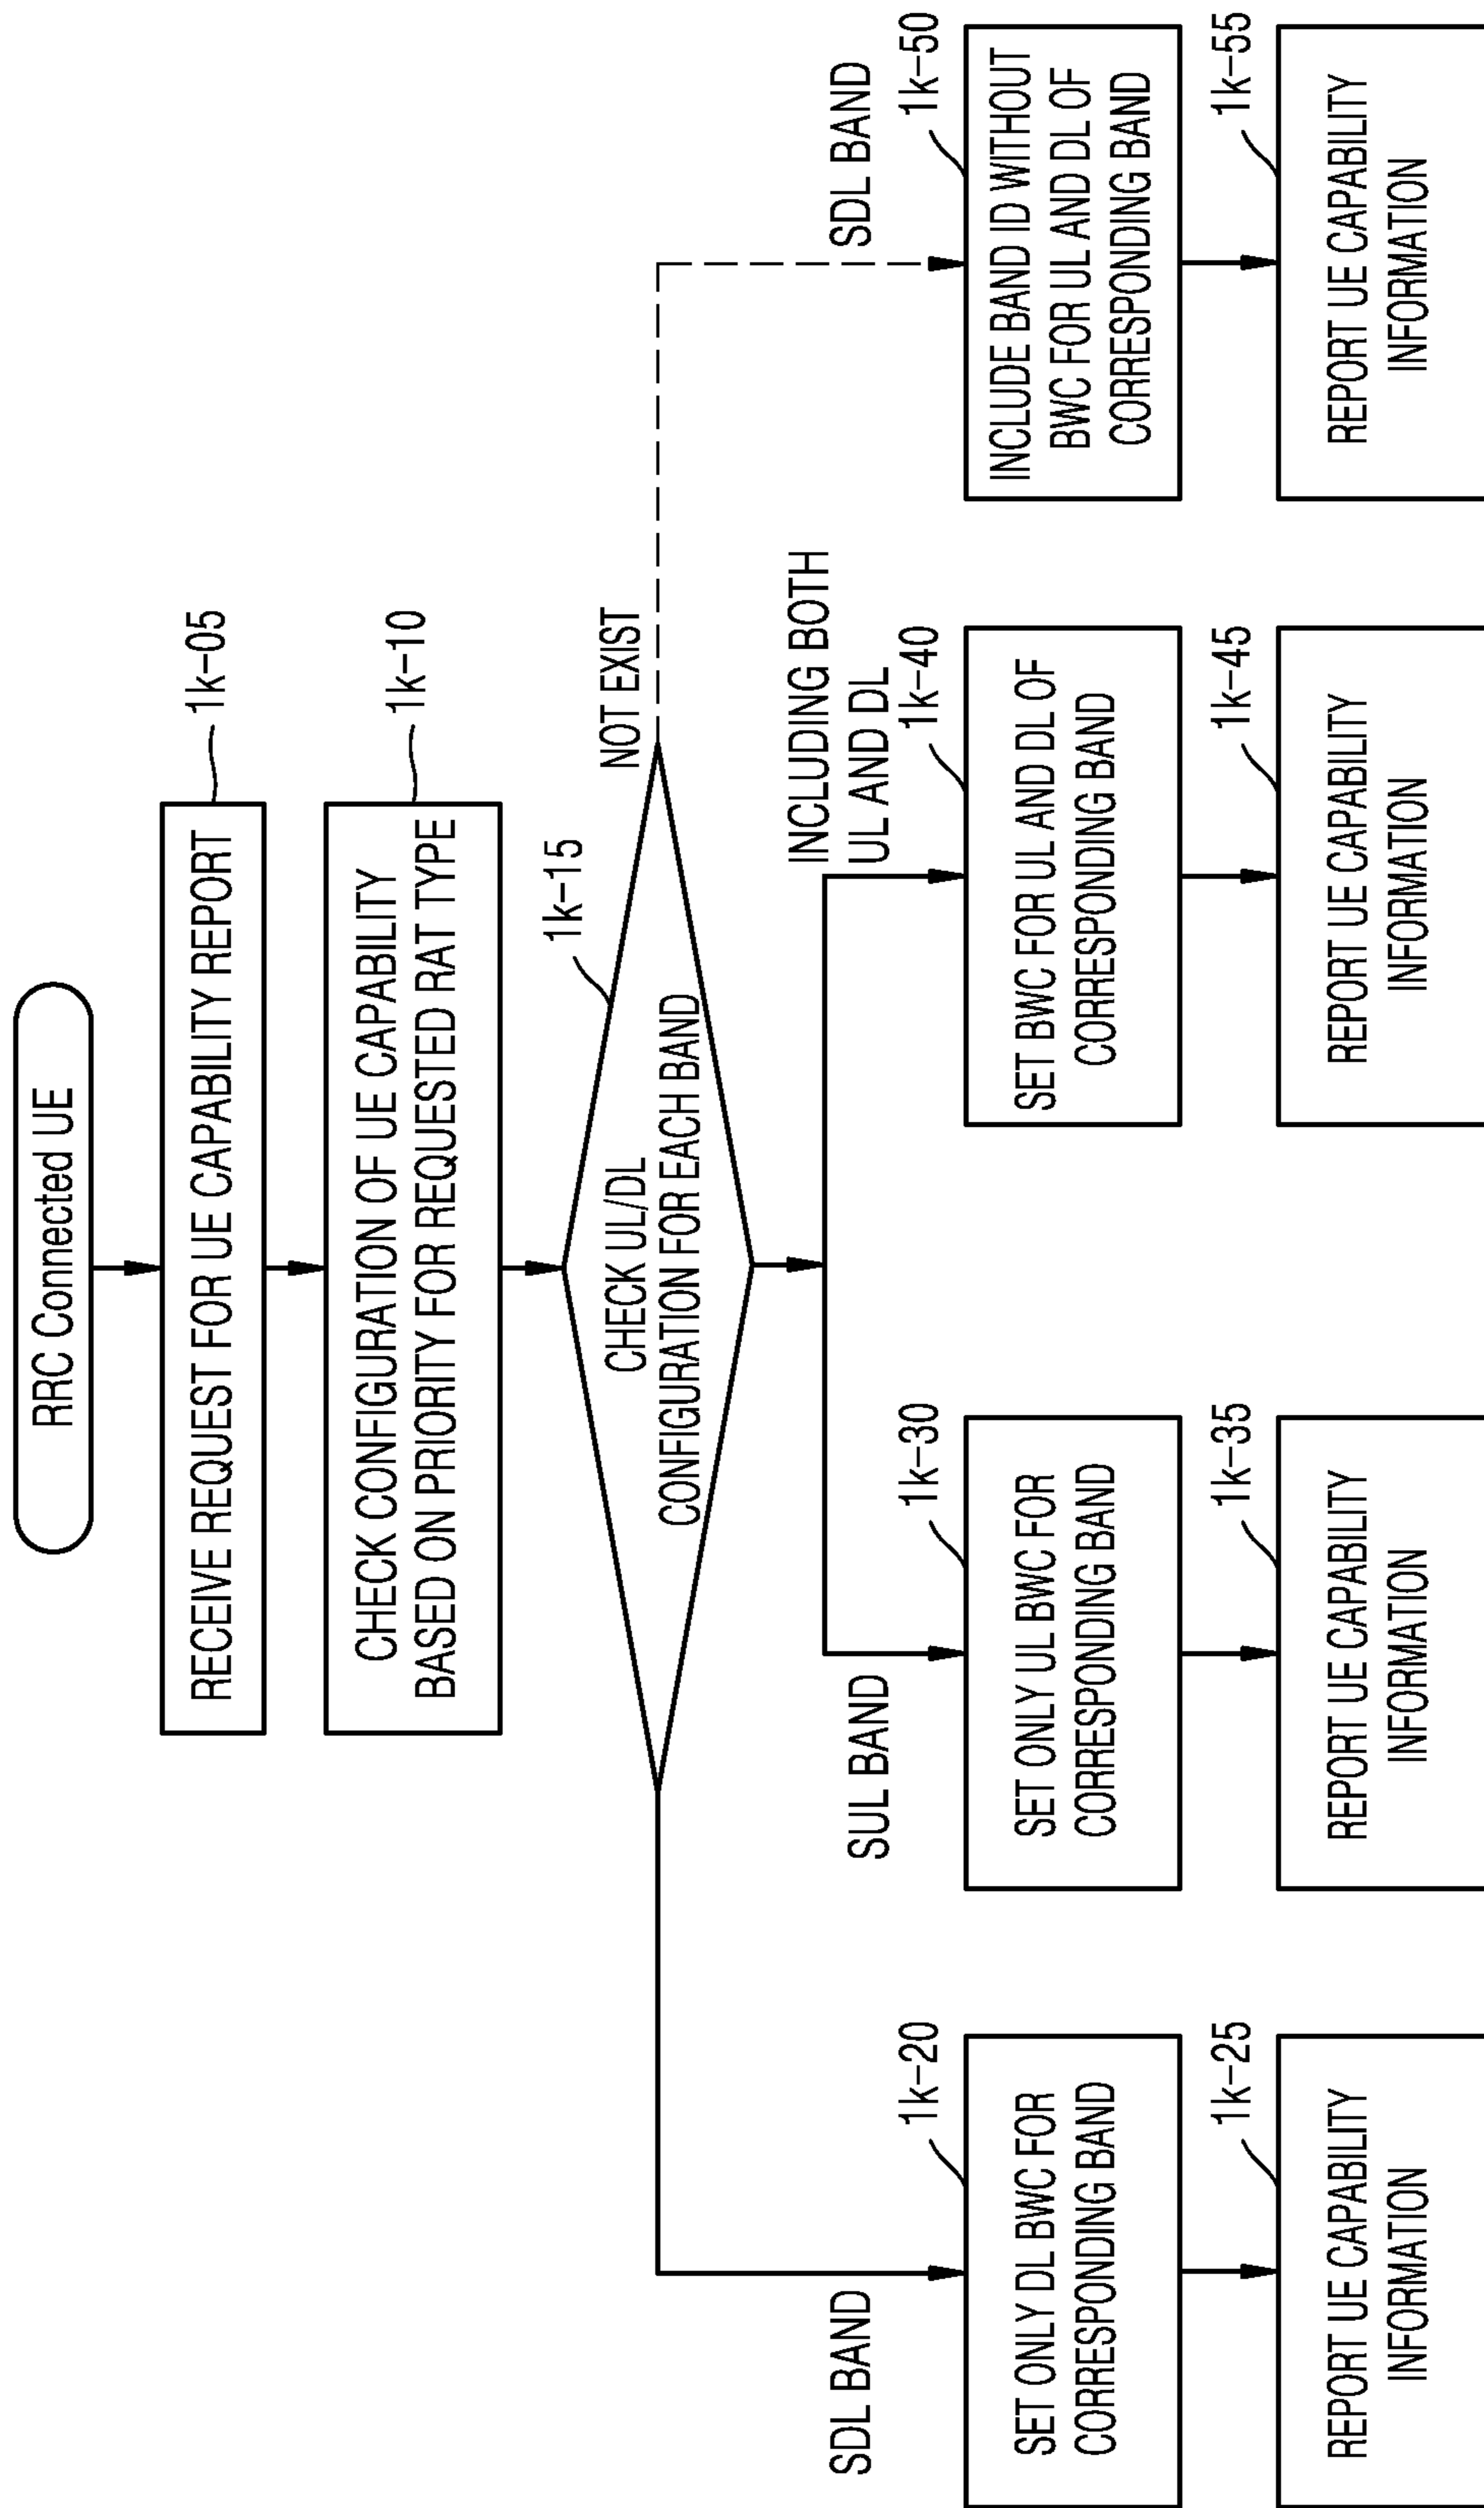 RRC Connected UE
RECEIVE REQUEST FOR UE CAPABILITY REPORT
1k-05
CHECK CONFIGURATION OF UE CAPABILITY
BASED ON PRIORITY FOR REQUESTED RAT TYPE
1k-10
CHECK UL/DL
CONFIGURATION FOR EACH BAND
1k-15
NOT EXIST
SDL BAND
SUL BAND
INCLUDING BOTH
UL AND DL
SDL BAND
1k-20
SET ONLY DL BWC FOR
CORRESPONDING BAND
1k-30
SET ONLY UL BWC FOR
CORRESPONDING BAND
1k-40
SET BWC FOR UL AND DL OF
CORRESPONDING BAND
1k-50
INCLUDE BAND ID WITHOUT
BWC FOR UL AND DL OF
CORRESPONDING BAND
1k-25
REPORT UE CAPABILITY
INFORMATION
1k-35
REPORT UE CAPABILITY
INFORMATION
1k-45
REPORT UE CAPABILITY
INFORMATION
1k-55
REPORT UE CAPABILITY
INFORMATION